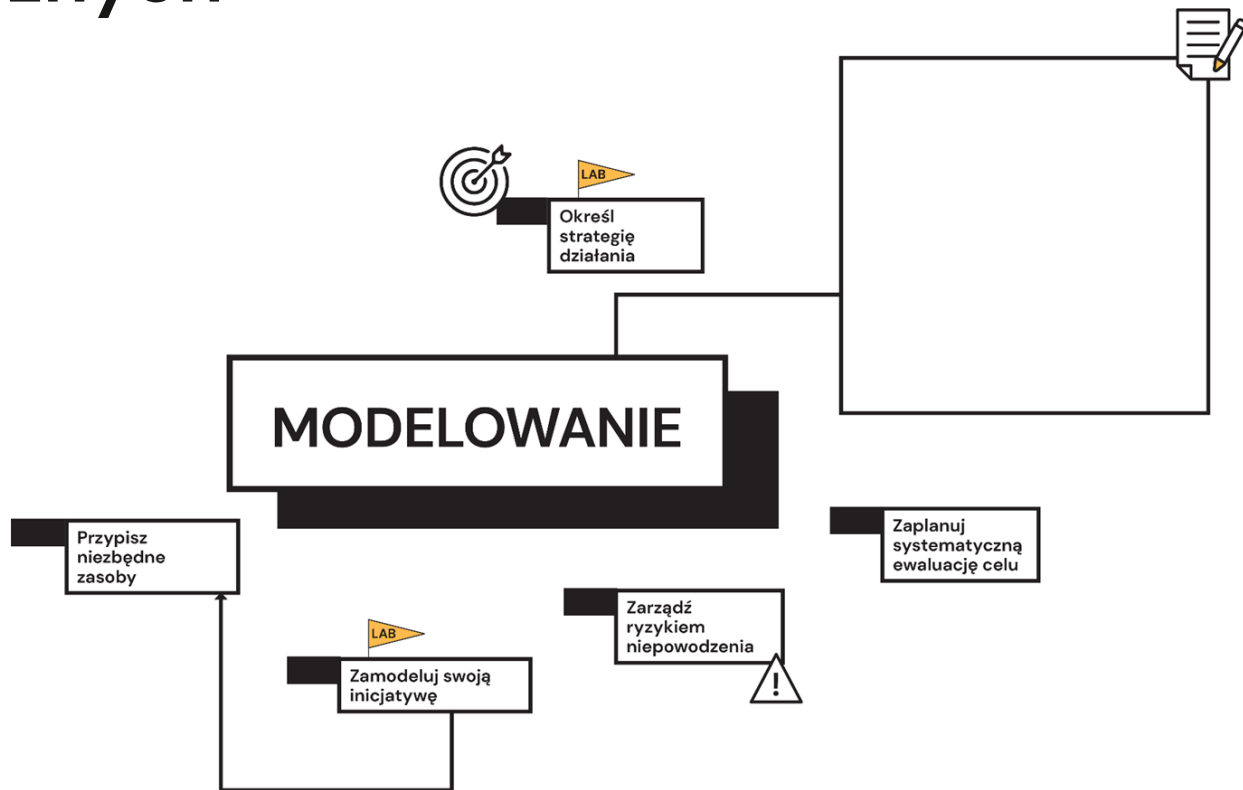 LAB
Określ
strategię
działania
MODELOWANIE
Przypisz
niezbędne
zasoby
Zaplanuj
systematyczną
ewaluację celu
Zarządź
ryzykiem
niepowodzenia
!
LAB
Zamodeluj swoją
inicjatywę